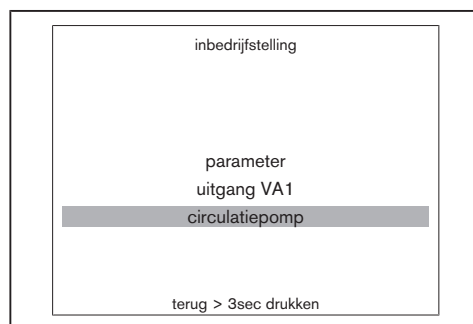 inbedrijfstelling
parameter
uitgang VA1
circulatiepomp
terug > 3sec drukken